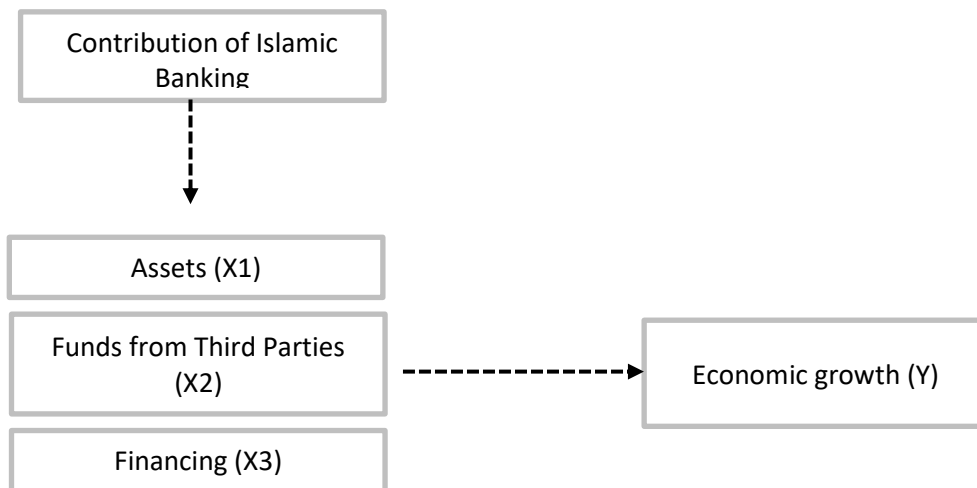 Contribution of Islamic
Banking
Assets (X1)
Funds from Third Parties
(X2)
Economic growth (Y)
Financing (X3)